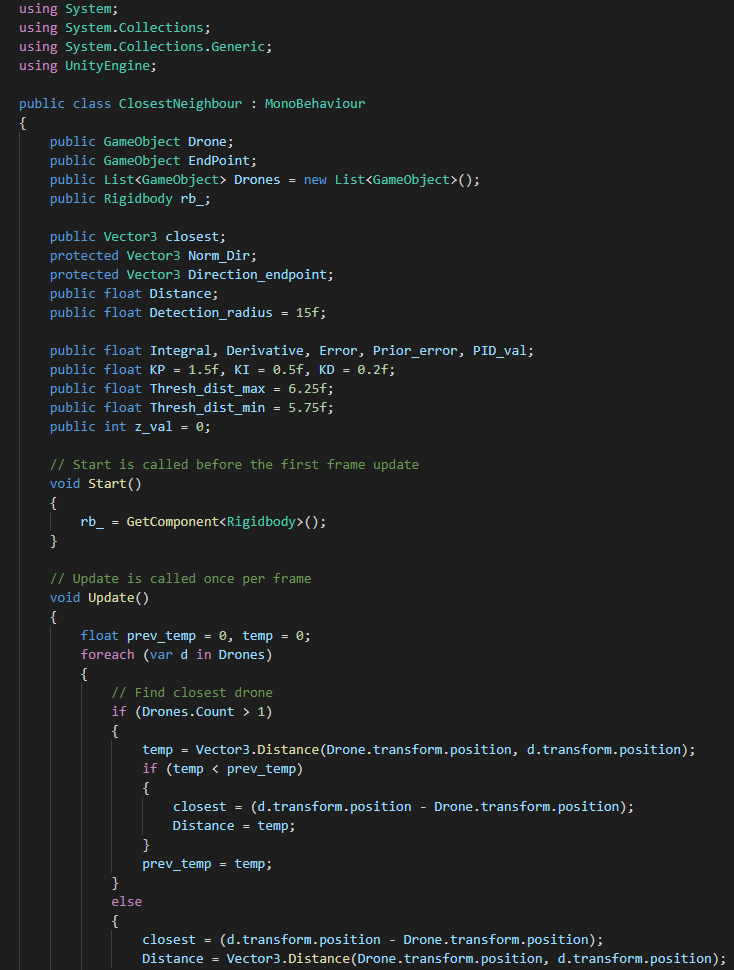 using System;
using System.Collections;
using System.Collections.Generic;
using UnityEngine;

public class ClosestNeighbour : MonoBehaviour
{
    public GameObject Drone;
    public GameObject EndPoint;
    public List<GameObject> Drones = new List<GameObject>();
    public Rigidbody rb_;

    public Vector3 closest;
    protected Vector3 Norm_Dir;
    protected Vector3 Direction_endpoint;
    public float Distance;
    public float Detection_radius = 15f;

    public float Integral, Derivative, Error, Prior_error, PID_val;
    public float KP = 1.5f, KI = 0.5f, KD = 0.2f;
    public float Thresh_dist_max = 6.25f;
    public float Thresh_dist_min = 5.75f;
    public int z_val = 0;

    // Start is called before the first frame update
    void Start()
    {
        rb_ = GetComponent<Rigidbody>();
    }

    // Update is called once per frame
    void Update()
    {
        float prev_temp = 0, temp = 0;
        foreach (var d in Drones)
        {
            // Find closest drone
            if (Drones.Count > 1)
            {
                temp = Vector3.Distance(Drone.transform.position, d.transform.position);
                if (temp < prev_temp)
                {
                    closest = (d.transform.position - Drone.transform.position);
                    Distance = temp;
                }
                prev_temp = temp;
            }
            else
            {
                closest = (d.transform.position - Drone.transform.position);
                Distance = Vector3.Distance(Drone.transform.position, d.transform.position);